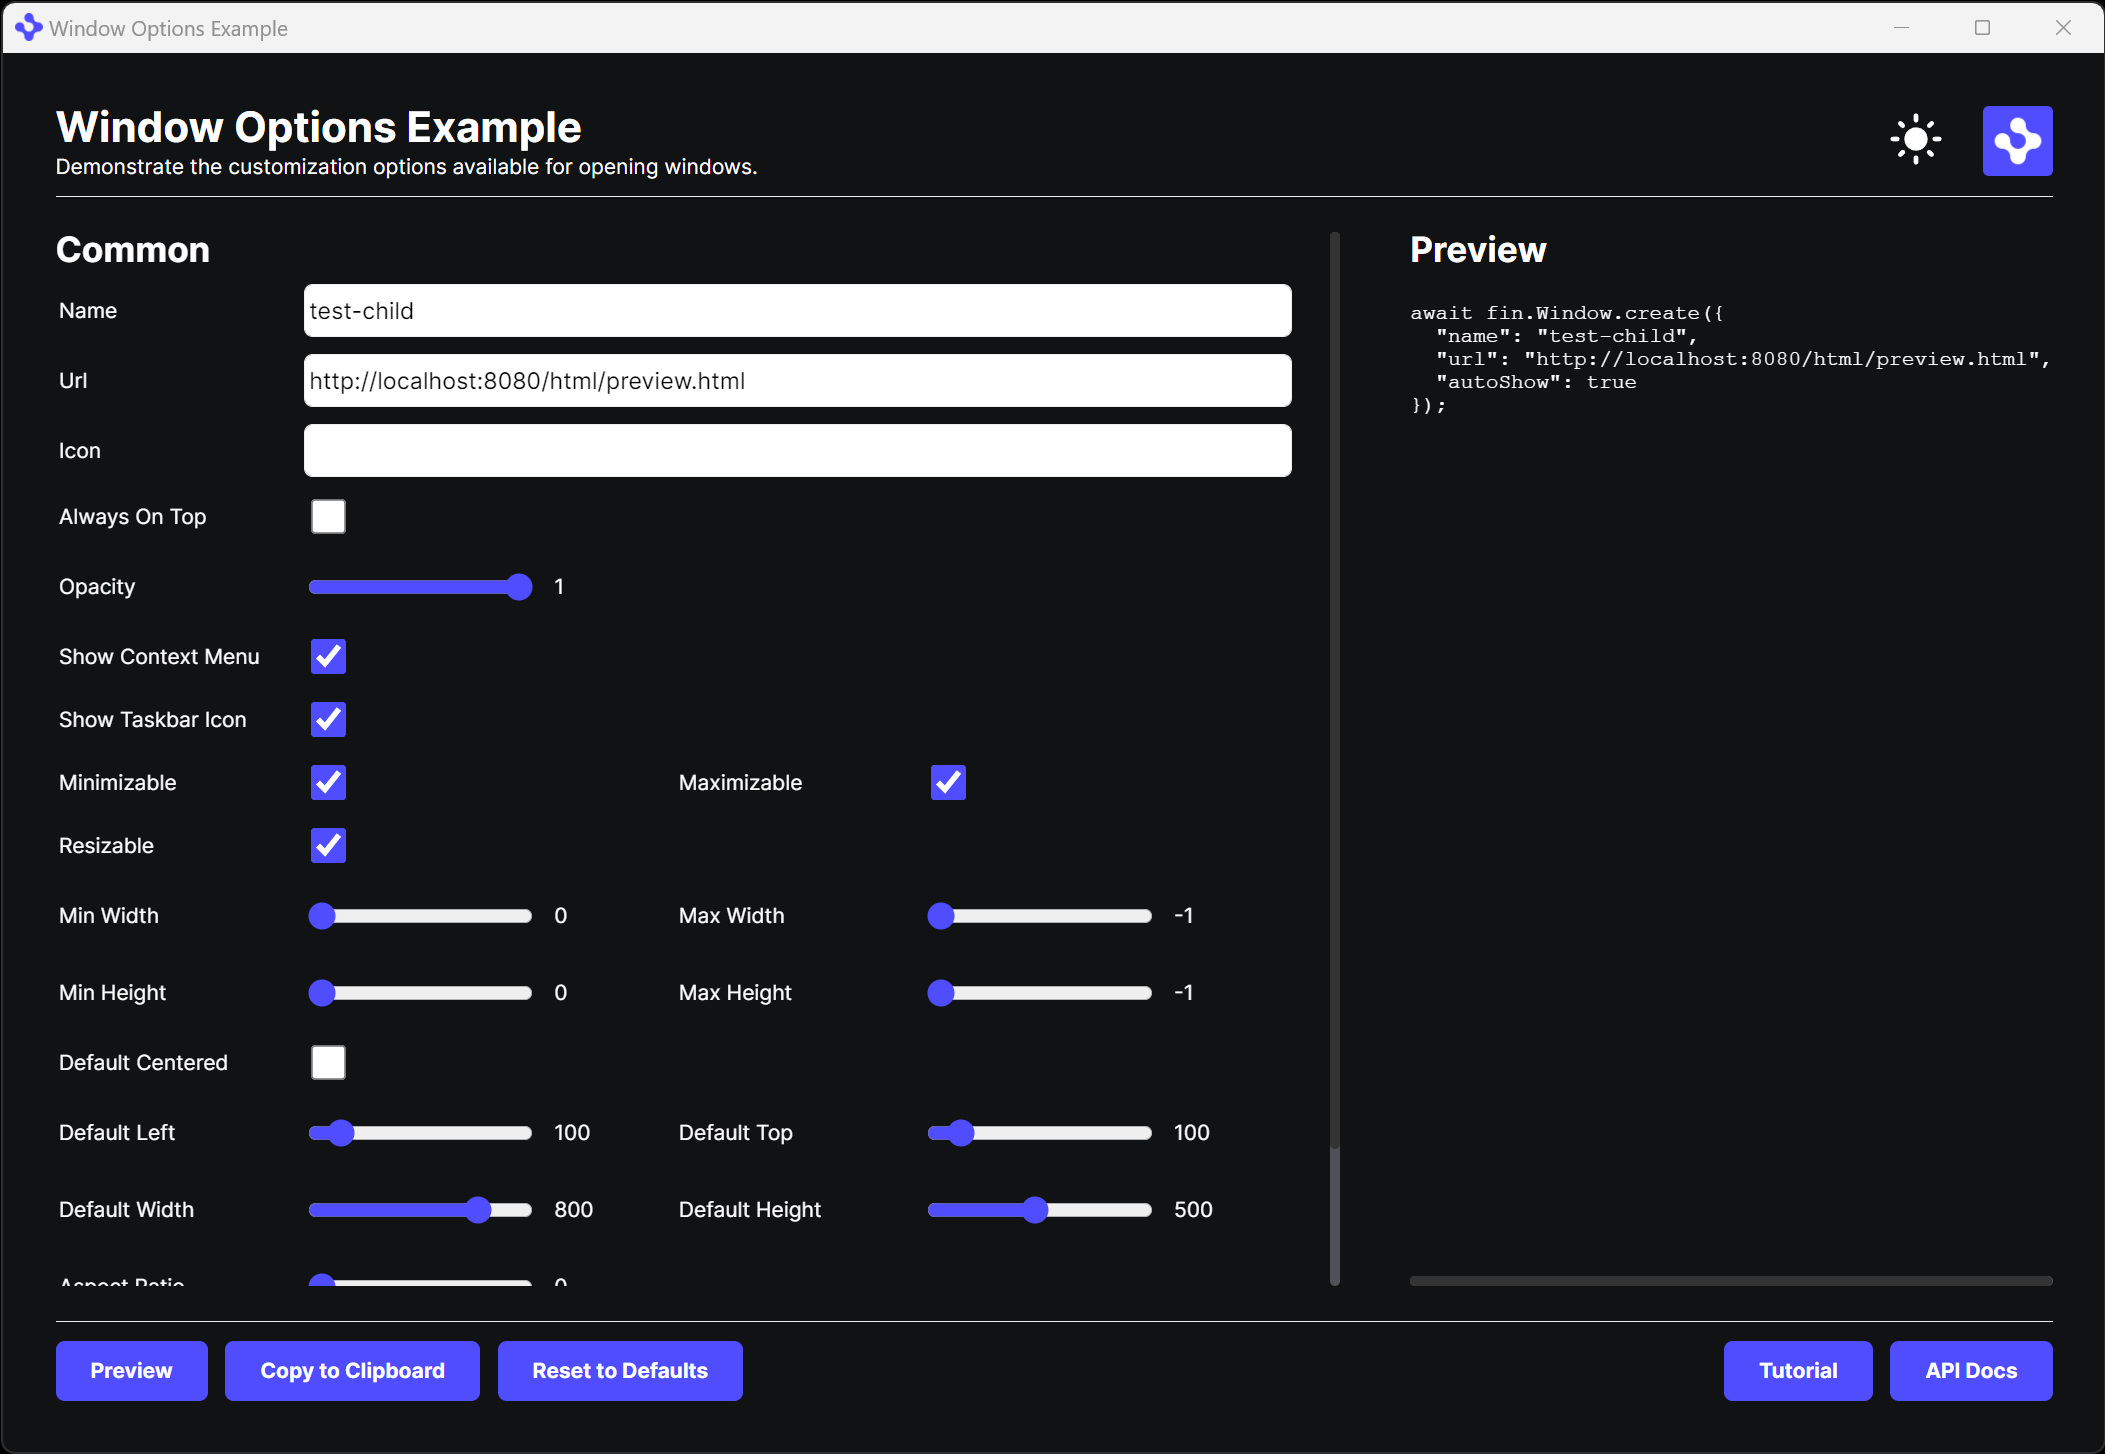 Window Options Example
Window Options Example
Demonstrate the customization options available for opening windows.
Common
Name
test-child
Url
http://localhost:8080/html/preview.html
Icon
Always On Top
Opacity
1
Show Context Menu
Show Taskbar Icon
Minimizable
Maximizable
Resizable
Min Width
0
Max Width
-1
Min Height
0
Max Height
-1
Default Centered
Default Left
100
Default Top
100
Default Width
800
Default Height
500
Aspect Ratio
0
Preview
await fin.Window.create({
  "name": "test-child",
  "url": "http://localhost:8080/html/preview.html",
  "autoShow": true
});
Preview
Copy to Clipboard
Reset to Defaults
Tutorial
API Docs